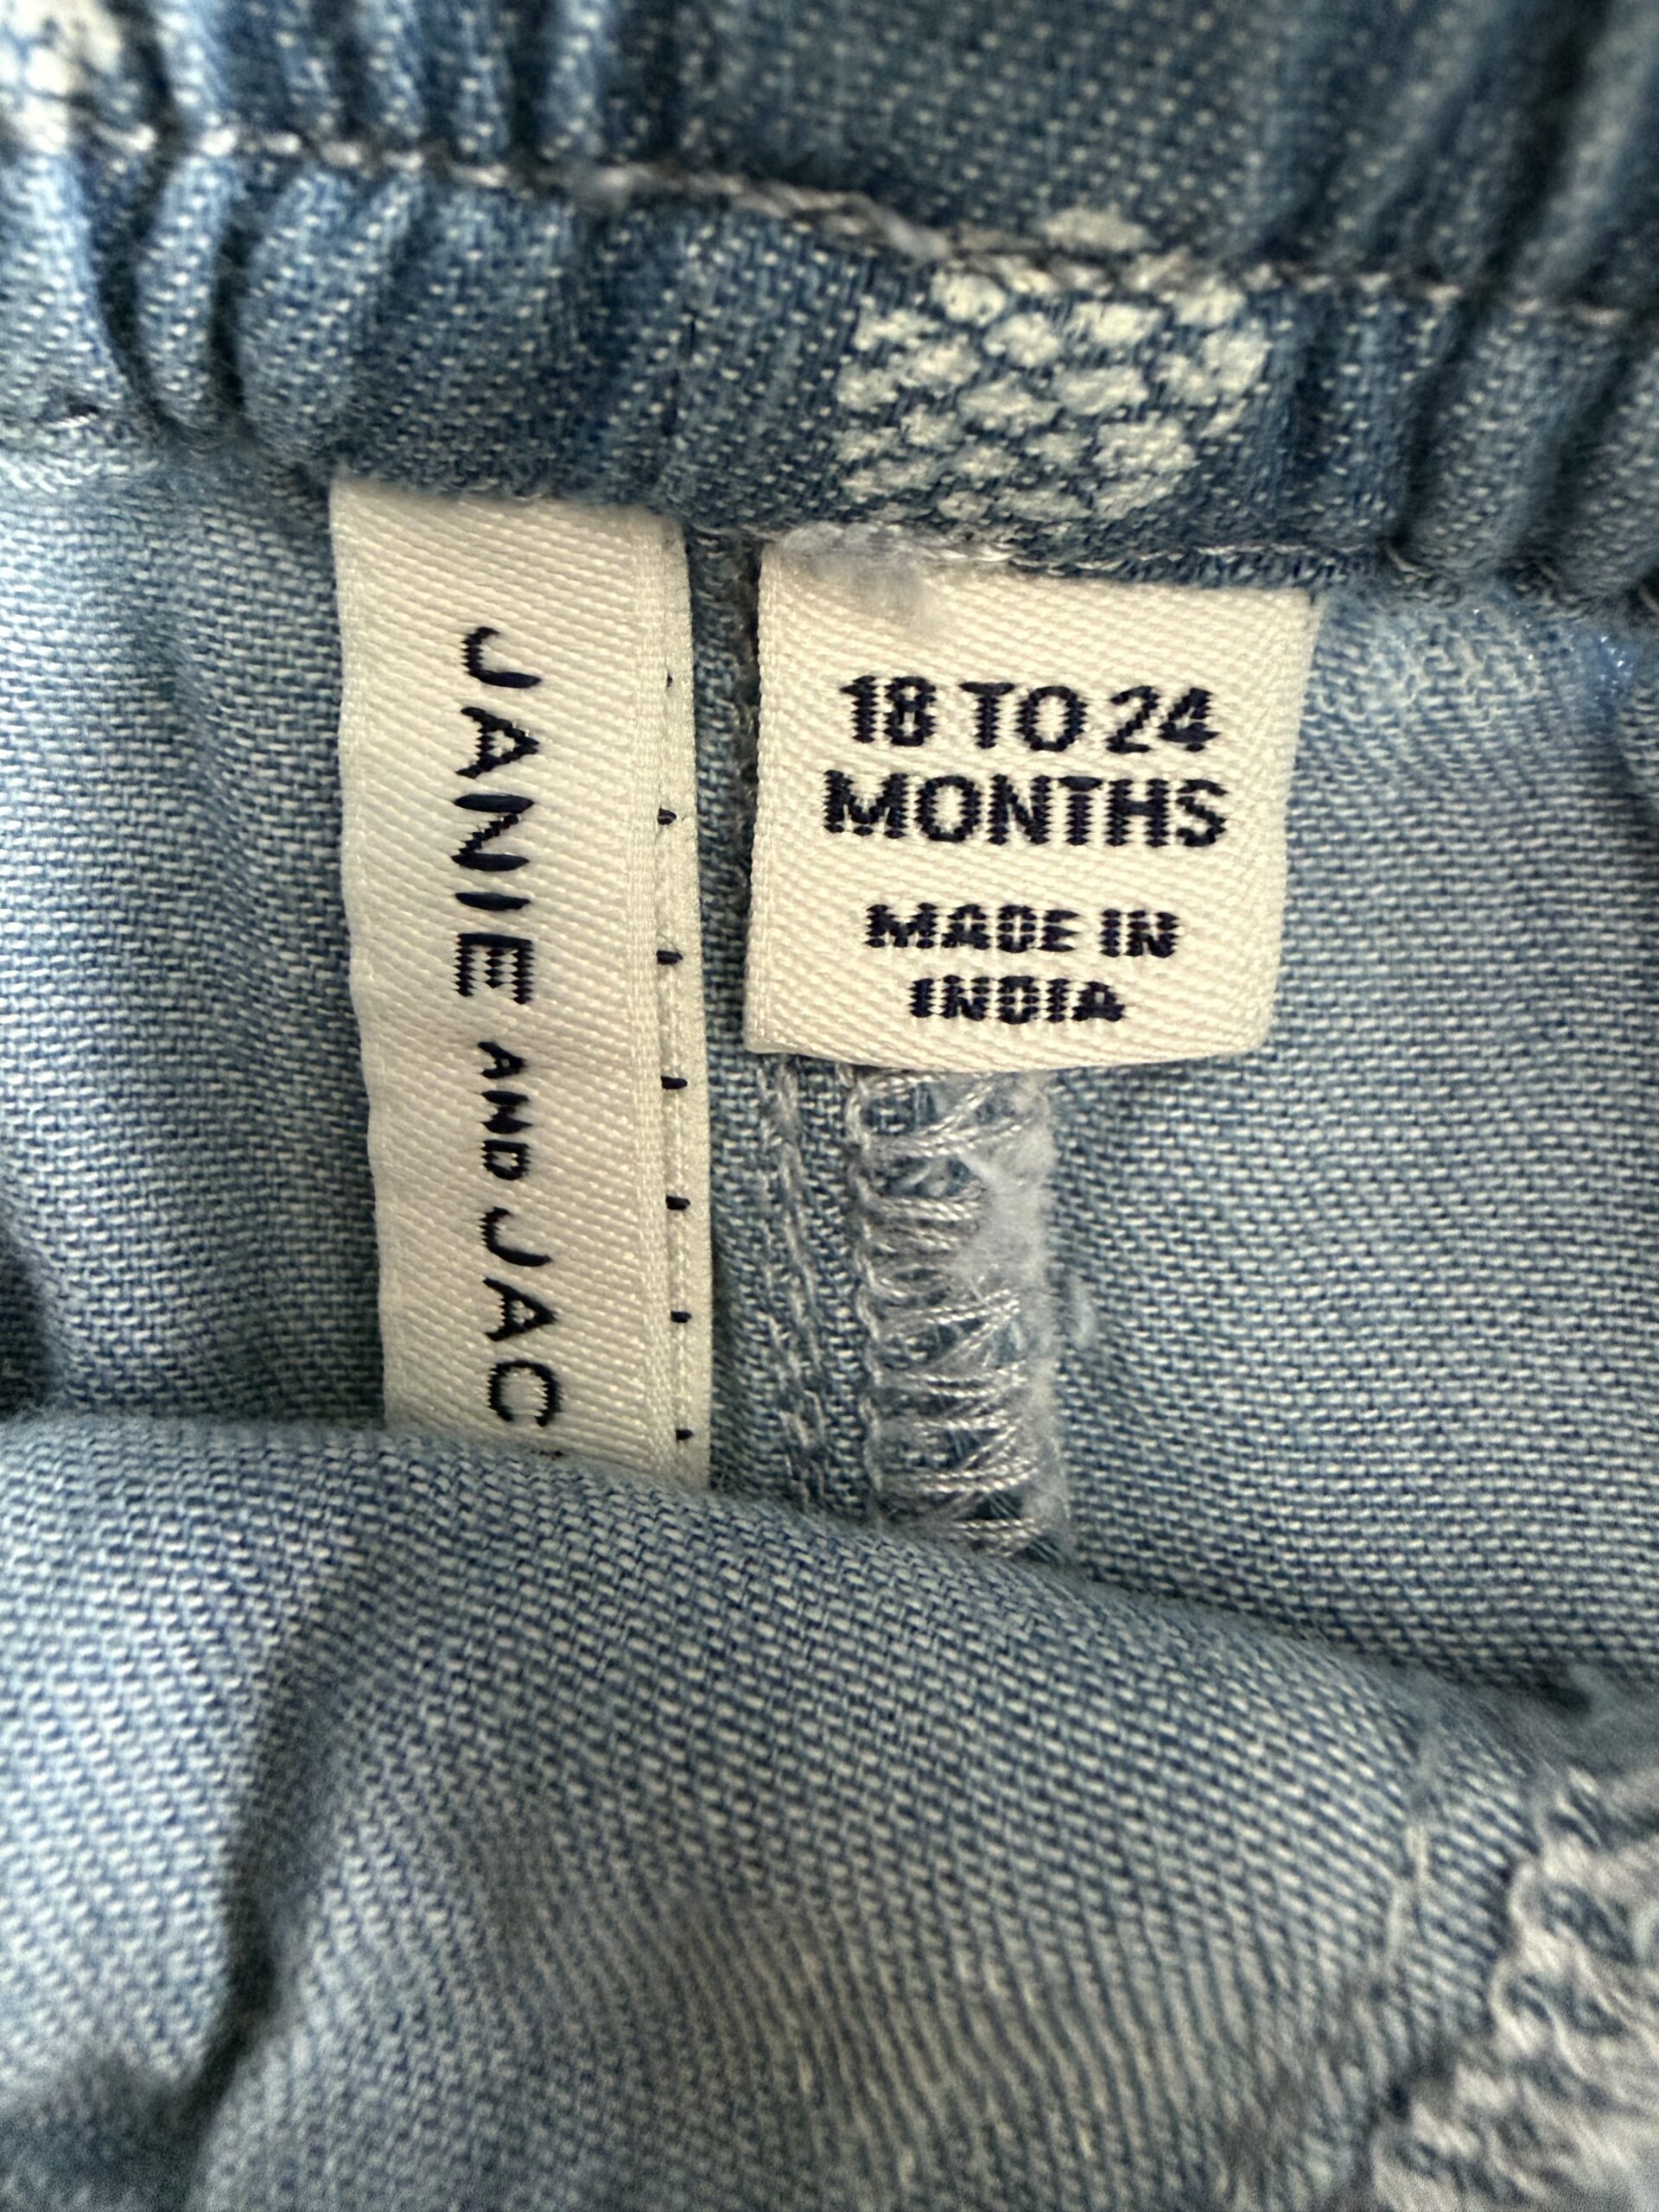 JANIE AND JAC
18 TO 24
MONTHS
MADE IN
INDIA